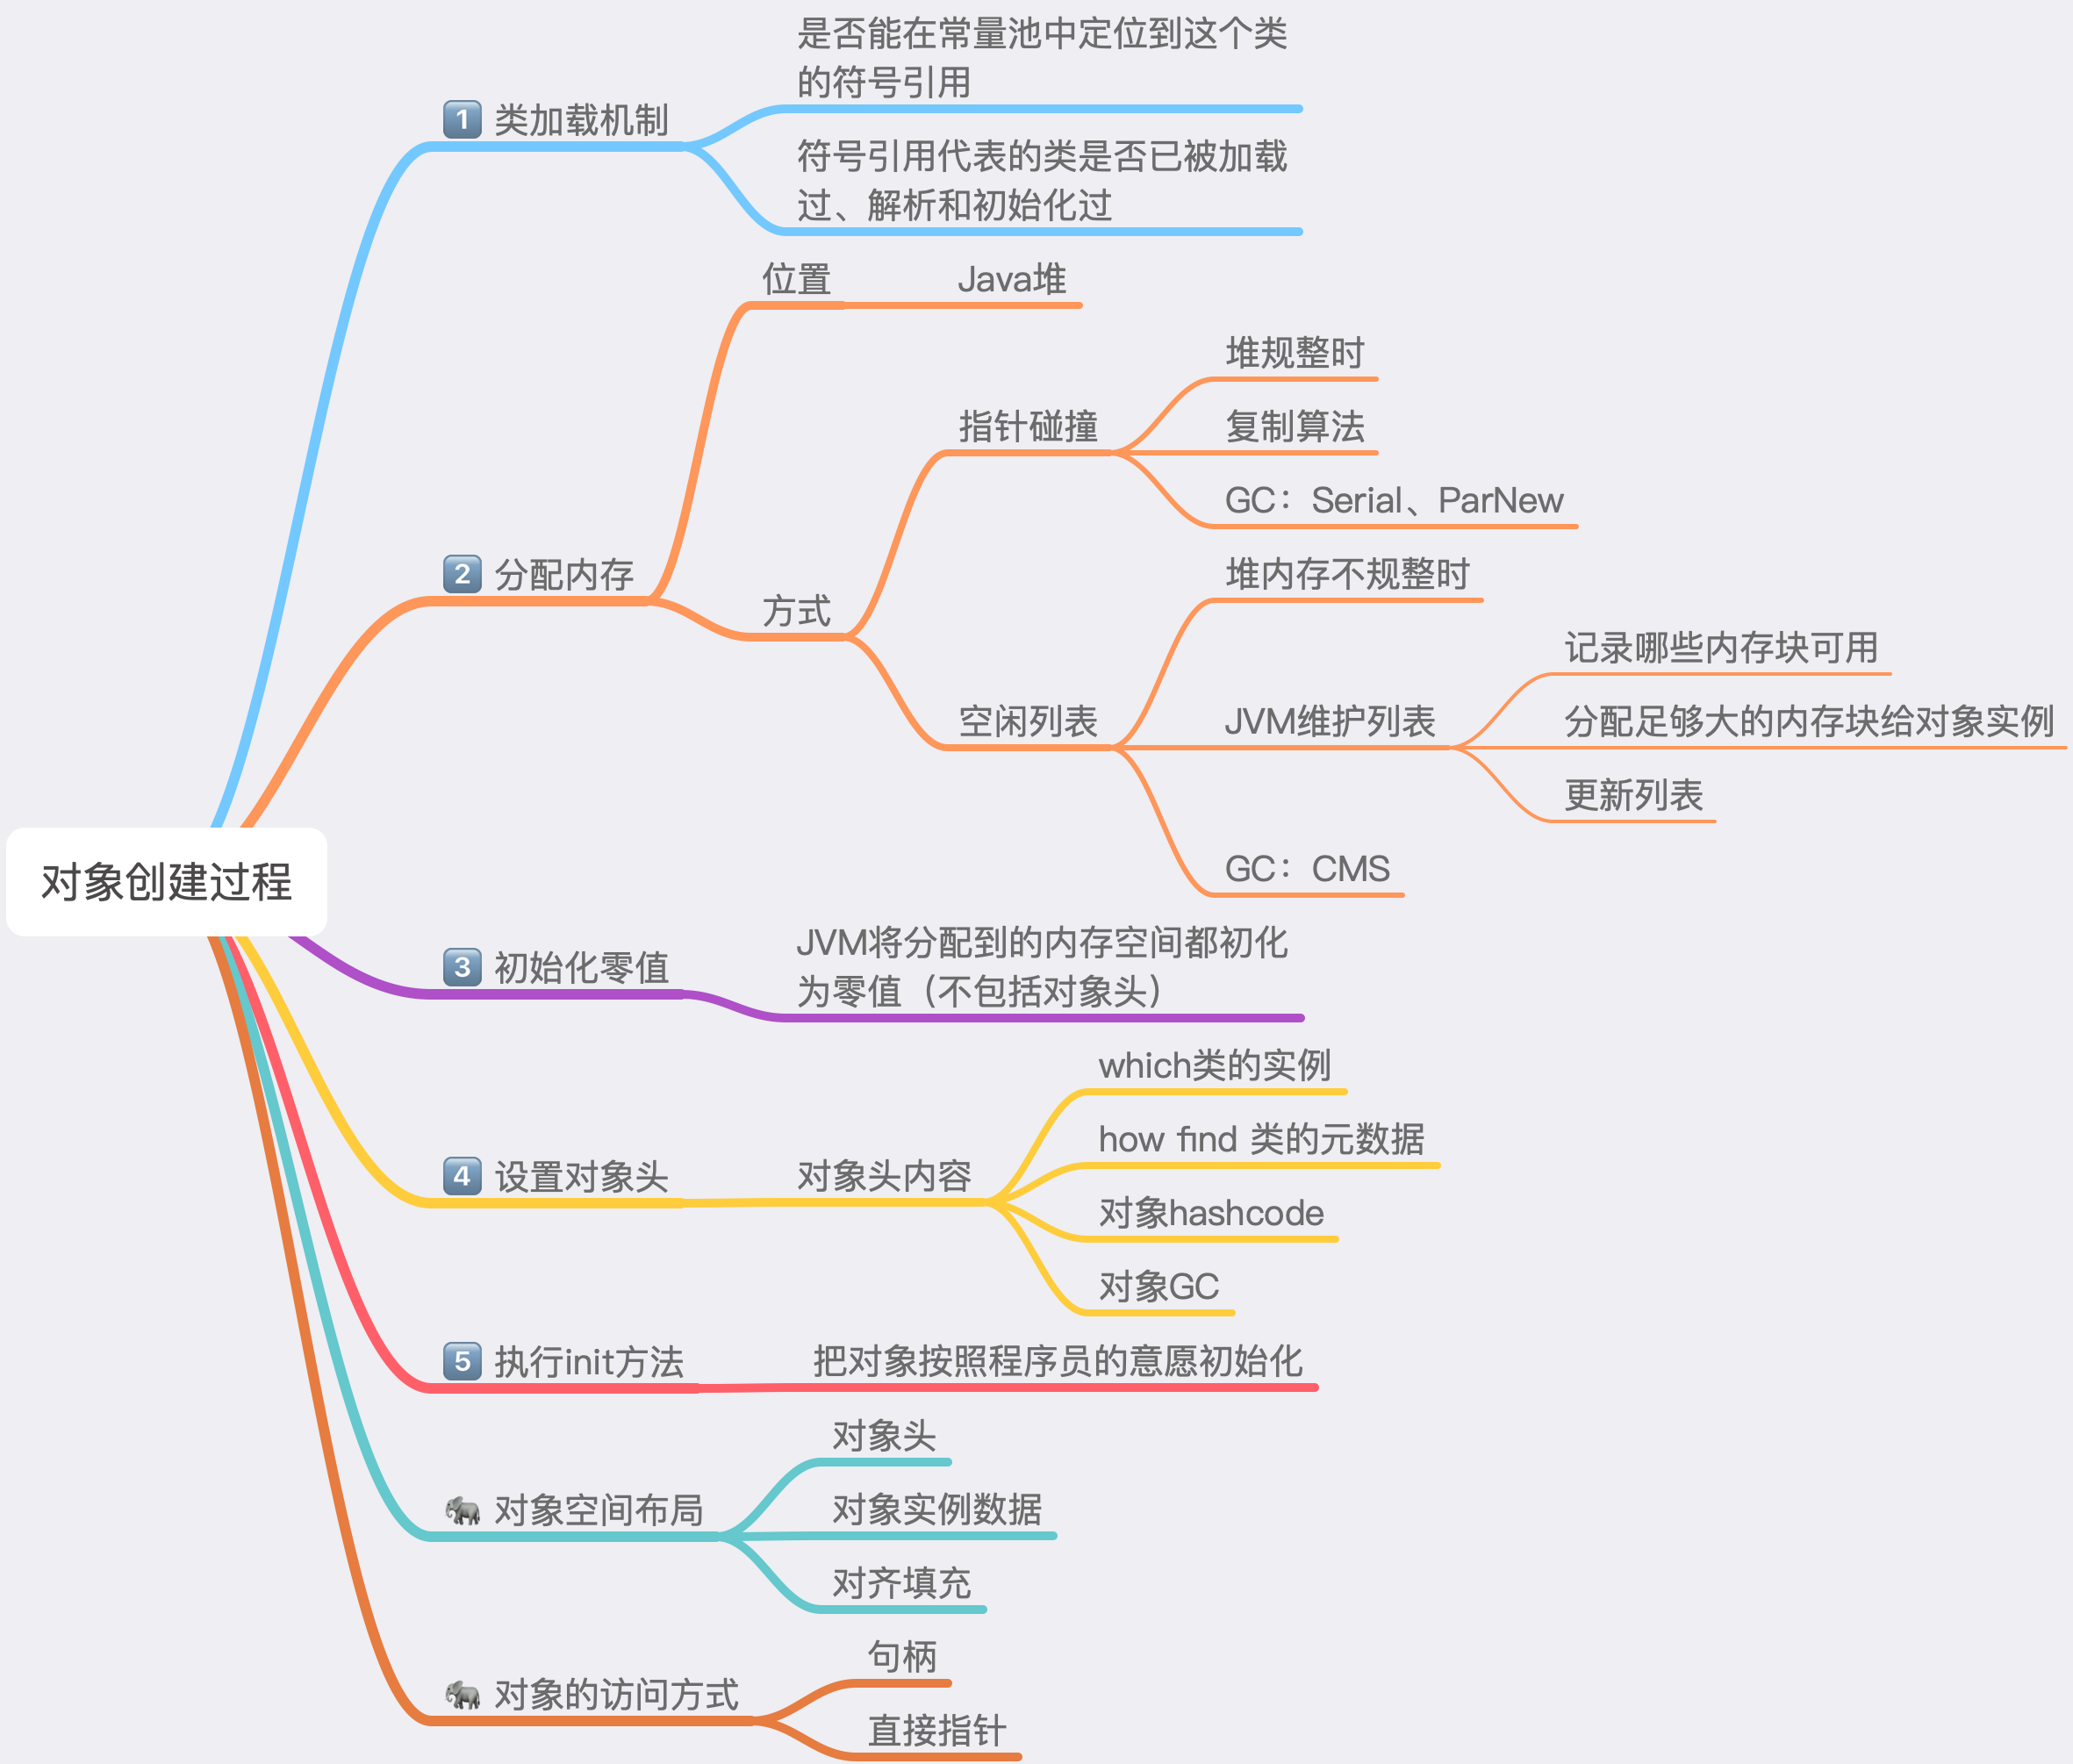 对象创建过程
1 类加载机制
是否能在常量池中定位到这个类
的符号引用
符号引用代表的类是否已被加载
过、解析和初始化过
2 分配内存
位置
Java堆
方式
指针碰撞
堆规整时
复制算法
GC：Serial、ParNew
空闲列表
堆内存不规整时
JVM维护列表
记录哪些内存块可用
分配足够大的内存块给对象实例
更新列表
GC：CMS
3 初始化零值
JVM将分配到的内存空间都初化
为零值（不包括对象头）
4 设置对象头
对象头内容
which类的实例
how find 类的元数据
对象hashcode
对象GC
5 执行init方法
把对象按照程序员的意愿初始化
🐘 对象空间布局
对象头
对象实例数据
对齐填充
🐘 对象的访问方式
句柄
直接指针